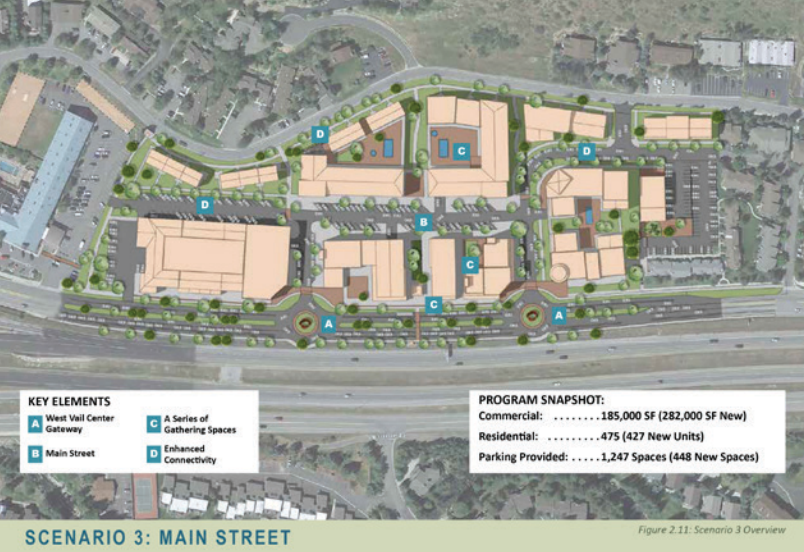 D
C
D
D
B
C
C
A
A
KEY ELEMENTS
A West Vail Center
Gateway
C A Series of
Gathering Spaces
B Main Street
D Enhanced
Connectivity
PROGRAM SNAPSHOT:
Commercial: ........185,000 SF (282,000 SF New)
Residential: ........475 (427 New Units)
Parking Provided: .....1,247 Spaces (448 New Spaces)
SCENARIO 3: MAIN STREET
Figure 2.11: Scenario 3 Overview